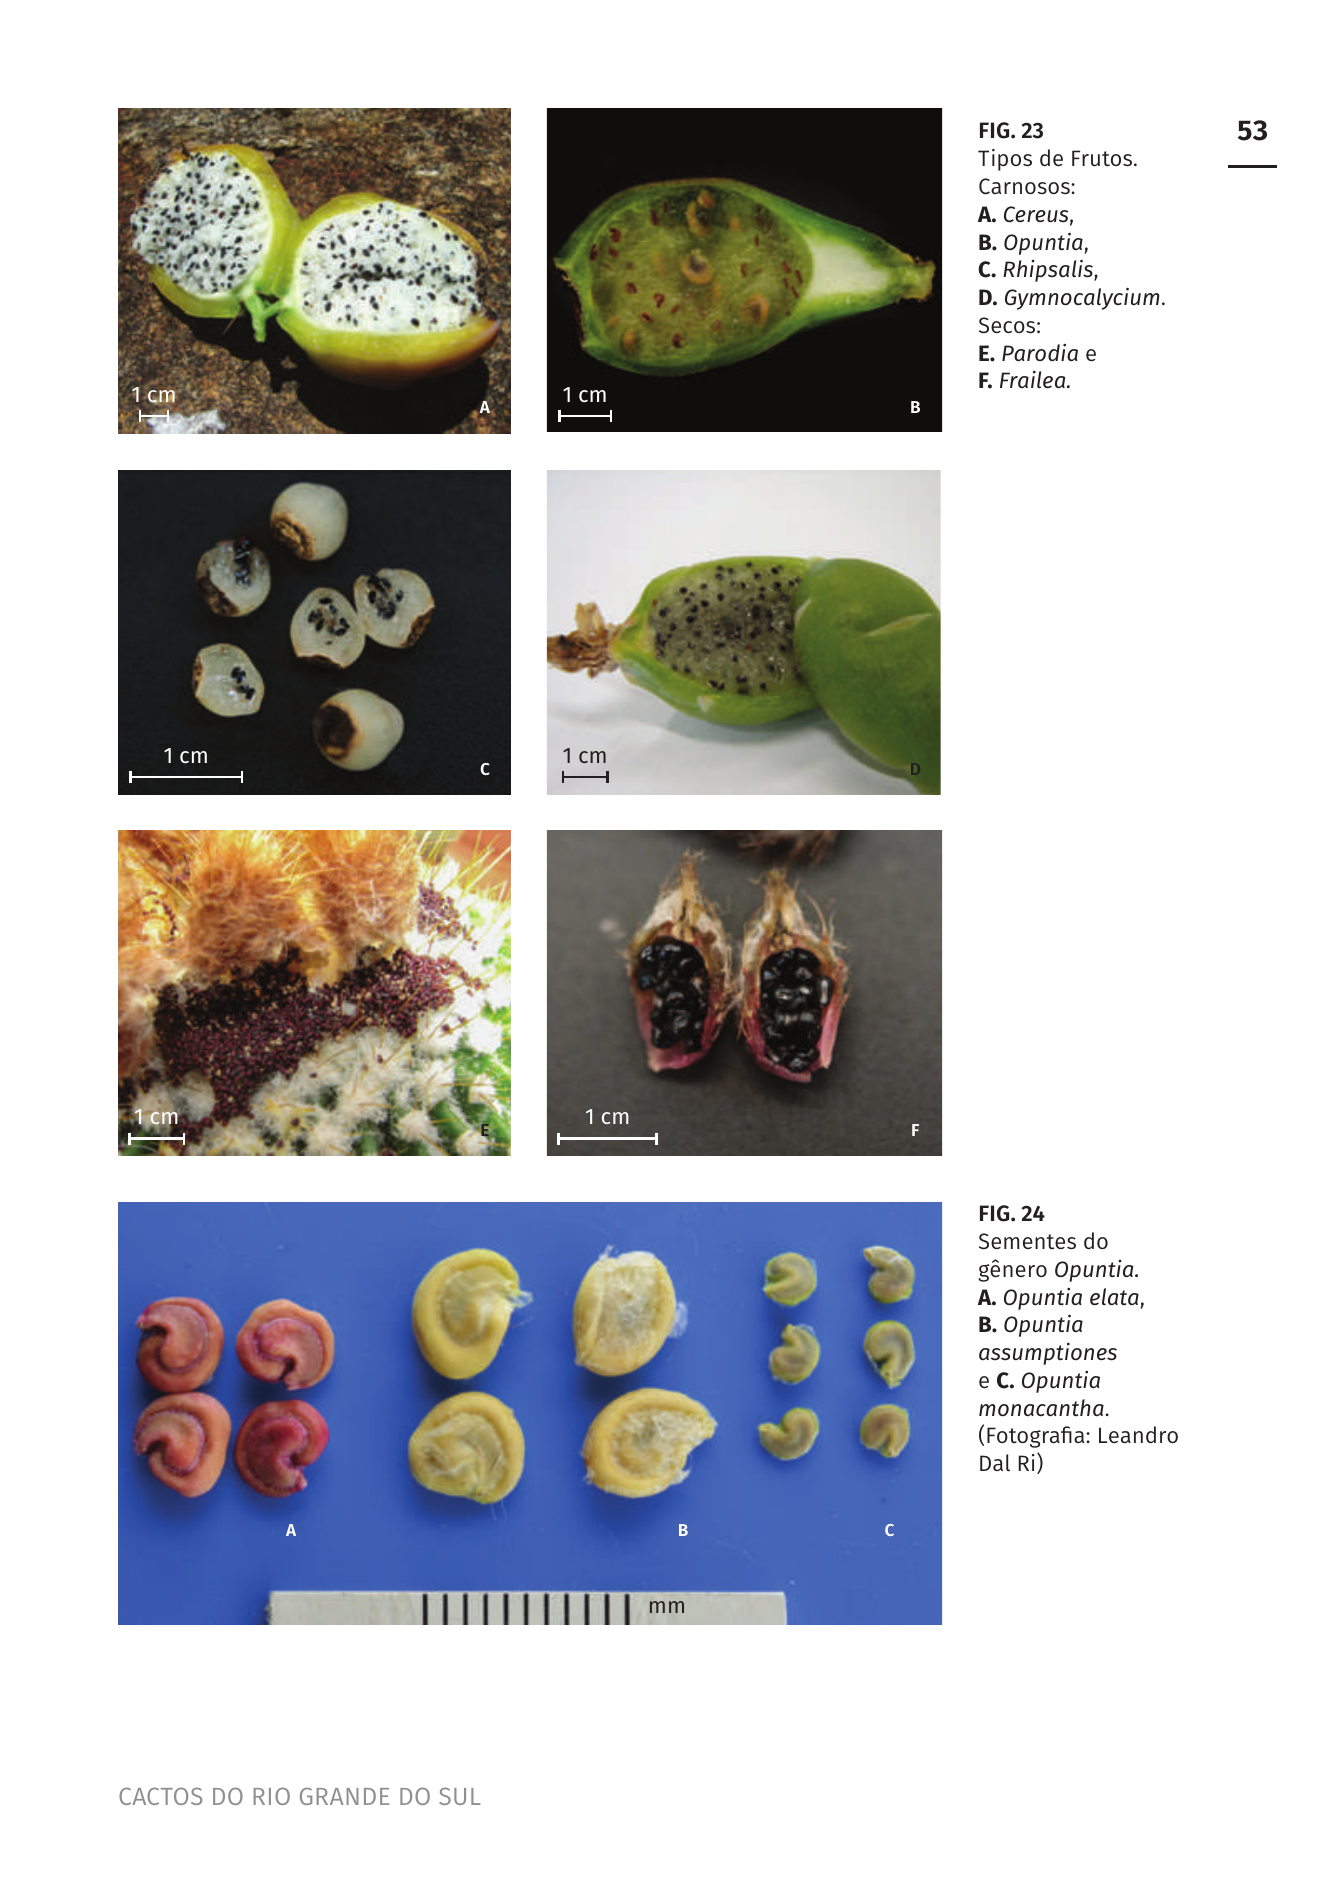 FIG. 23
Tipos de Frutos.
Carnosos:
A. Cereus,
B. Opuntia,
C. Rhipsalis,
D. Gymnocalycium.
Secos:
E. Parodia e
F. Frailea.
53
1 cm
A
1 cm
B
1 cm
C
1 cm
D
1 cm
E
1 cm
F
FIG. 24
Sementes do
gênero Opuntia.
A. Opuntia elata,
B. Opuntia
assumptiones
e C. Opuntia
monacantha.
(Fotografia: Leandro
Dal Ri)
A
B
C
mm
CACTOS DO RIO GRANDE DO SUL